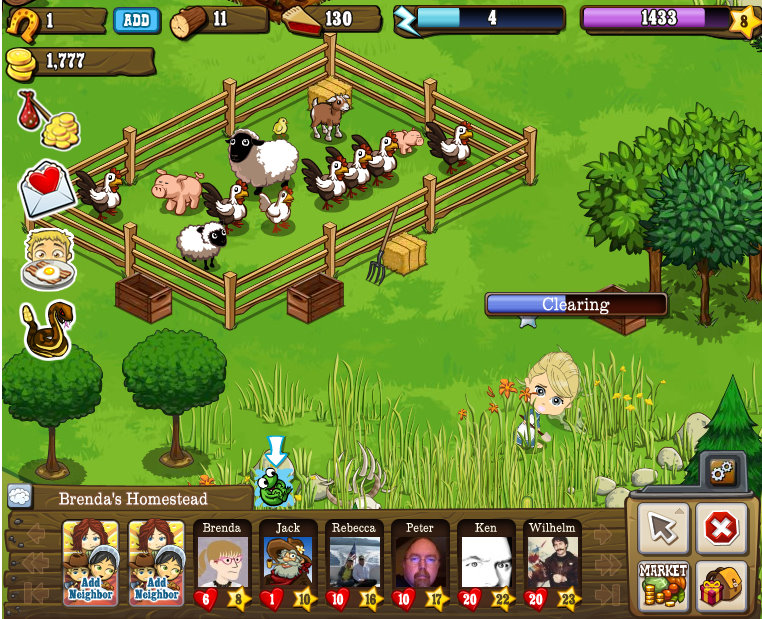 1
ADD
11
130
4
1433
8
1,777
Clearing
Brenda's Homestead
Brenda
Jack
Rebecca
Peter
Ken
Wilhelm
Add
Neighbor
Add
Neighbor
6
8
1
10
10
16
10
17
20
22
20
23
MARKET